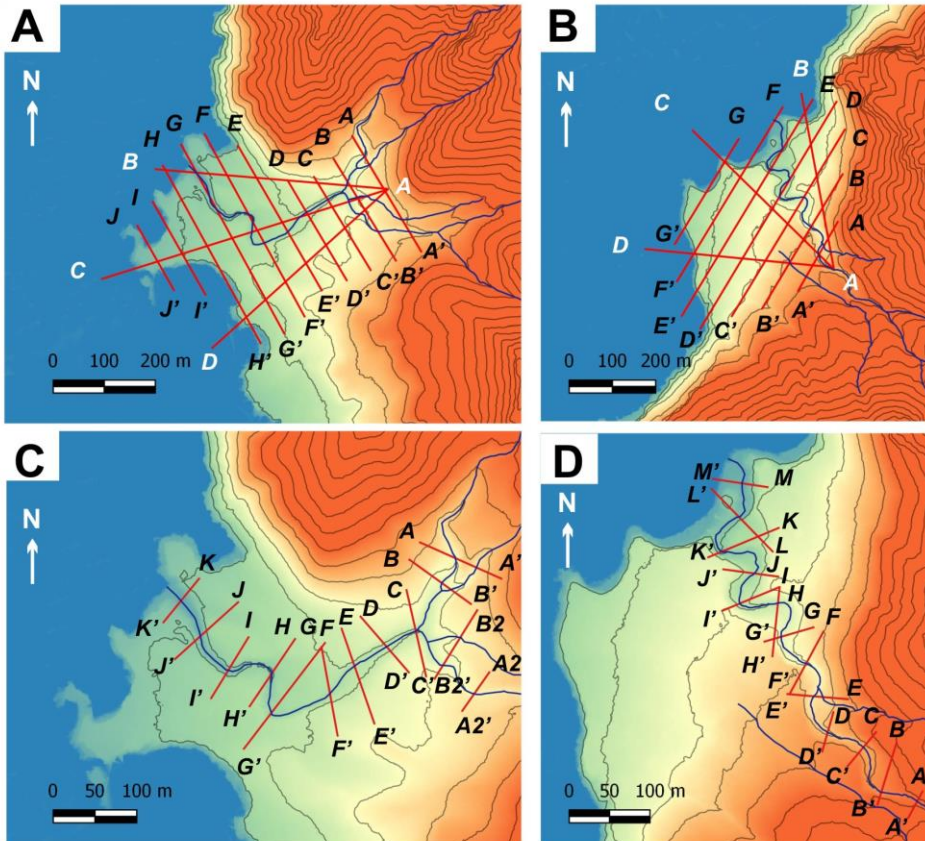 A
N
A
B
C
D
E
F
G
H
B
I
J
A
C
D
A'
B'
C'
D'
E'
F'
G'
H'
I'
J'
0 100 200 m
B
N
C
G
F
B
E
D
C
B
A
G'
D
F'
E'
D'
C'
B'
A'
A
0 100 200 m
C
N
A
B
C
D
E
F
G
H
I
J
K
A'
B'
B2
A2
K'
J'
I'
H'
G'
F'
E'
D'
C'
B2'
A2'
0 50 100 m
D
N
M'
M
L'
K
K'
L
J
J'
I
H
I'
G
F
G'
H'
F'
E
E'
D
C
B
D'
C'
A
B'
A'
0 50 100 m